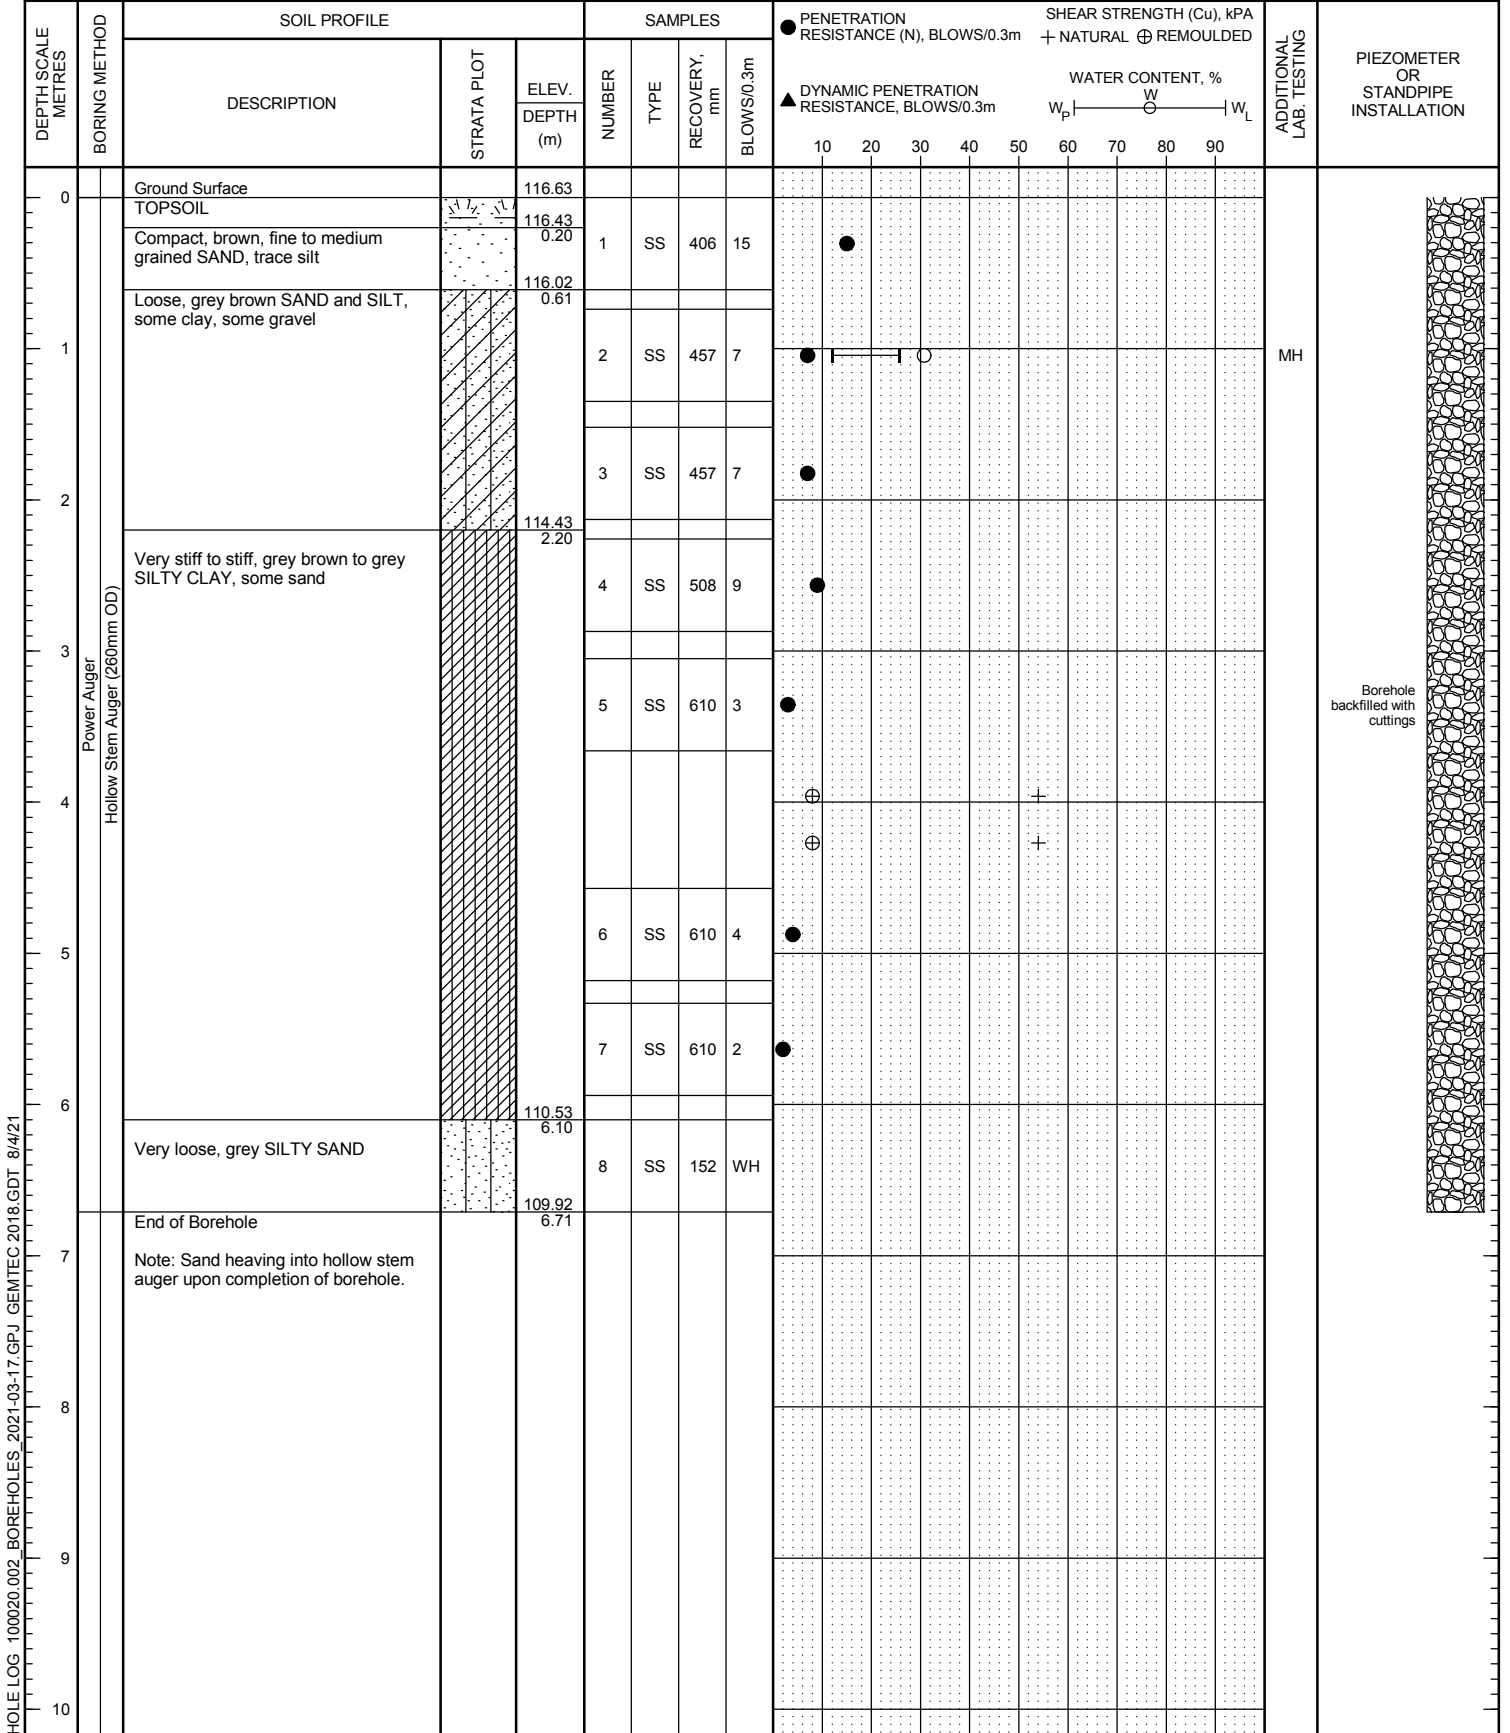 DEPTH SCALE
METRES
BORING METHOD
SOIL PROFILE
DESCRIPTION
STRATA PLOT
ELEV.
DEPTH
(m)
SAMPLES
NUMBER
TYPE
RECOVERY,
mm
BLOWS/0.3m
PENETRATION
RESISTANCE (N), BLOWS/0.3m
SHEAR STRENGTH (Cu), kPa
+ NATURAL ⊕ REMOULDED
DYNAMIC PENETRATION
RESISTANCE, BLOWS/0.3m
WATER CONTENT, %
W
WP WL
10 20 30 40 50 60 70 80 90
ADDITIONAL
LAB. TESTING
PIEZOMETER
OR
STANDPIPE
INSTALLATION
0
Ground Surface 116.63
TOPSOIL
116.43
0.20
Compact, brown, fine to medium
grained SAND, trace silt
1 SS 406 15
116.02
0.61
Loose, grey brown SAND and SILT,
some clay, some gravel
1
2 SS 457 7
MH
3 SS 457 7
2
114.43
2.20
Very stiff to stiff, grey brown to grey
SILTY CLAY, some sand
4 SS 508 9
3
Power Auger
Hollow Stem Auger (260mm OD)
5 SS 610 3
Borehole
backfilled with
cuttings
4
6 SS 610 4
5
7 SS 610 2
6
110.53
6.10
Very loose, grey SILTY SAND
8 SS 152 WH
109.92
6.71
End of Borehole
7
Note: Sand heaving into hollow stem
auger upon completion of borehole.
8
9
10
HOLE LOG 100020.002_BOREHOLES_2021-03-17.GPJ GEMTEC 2018.GDT 8/4/21